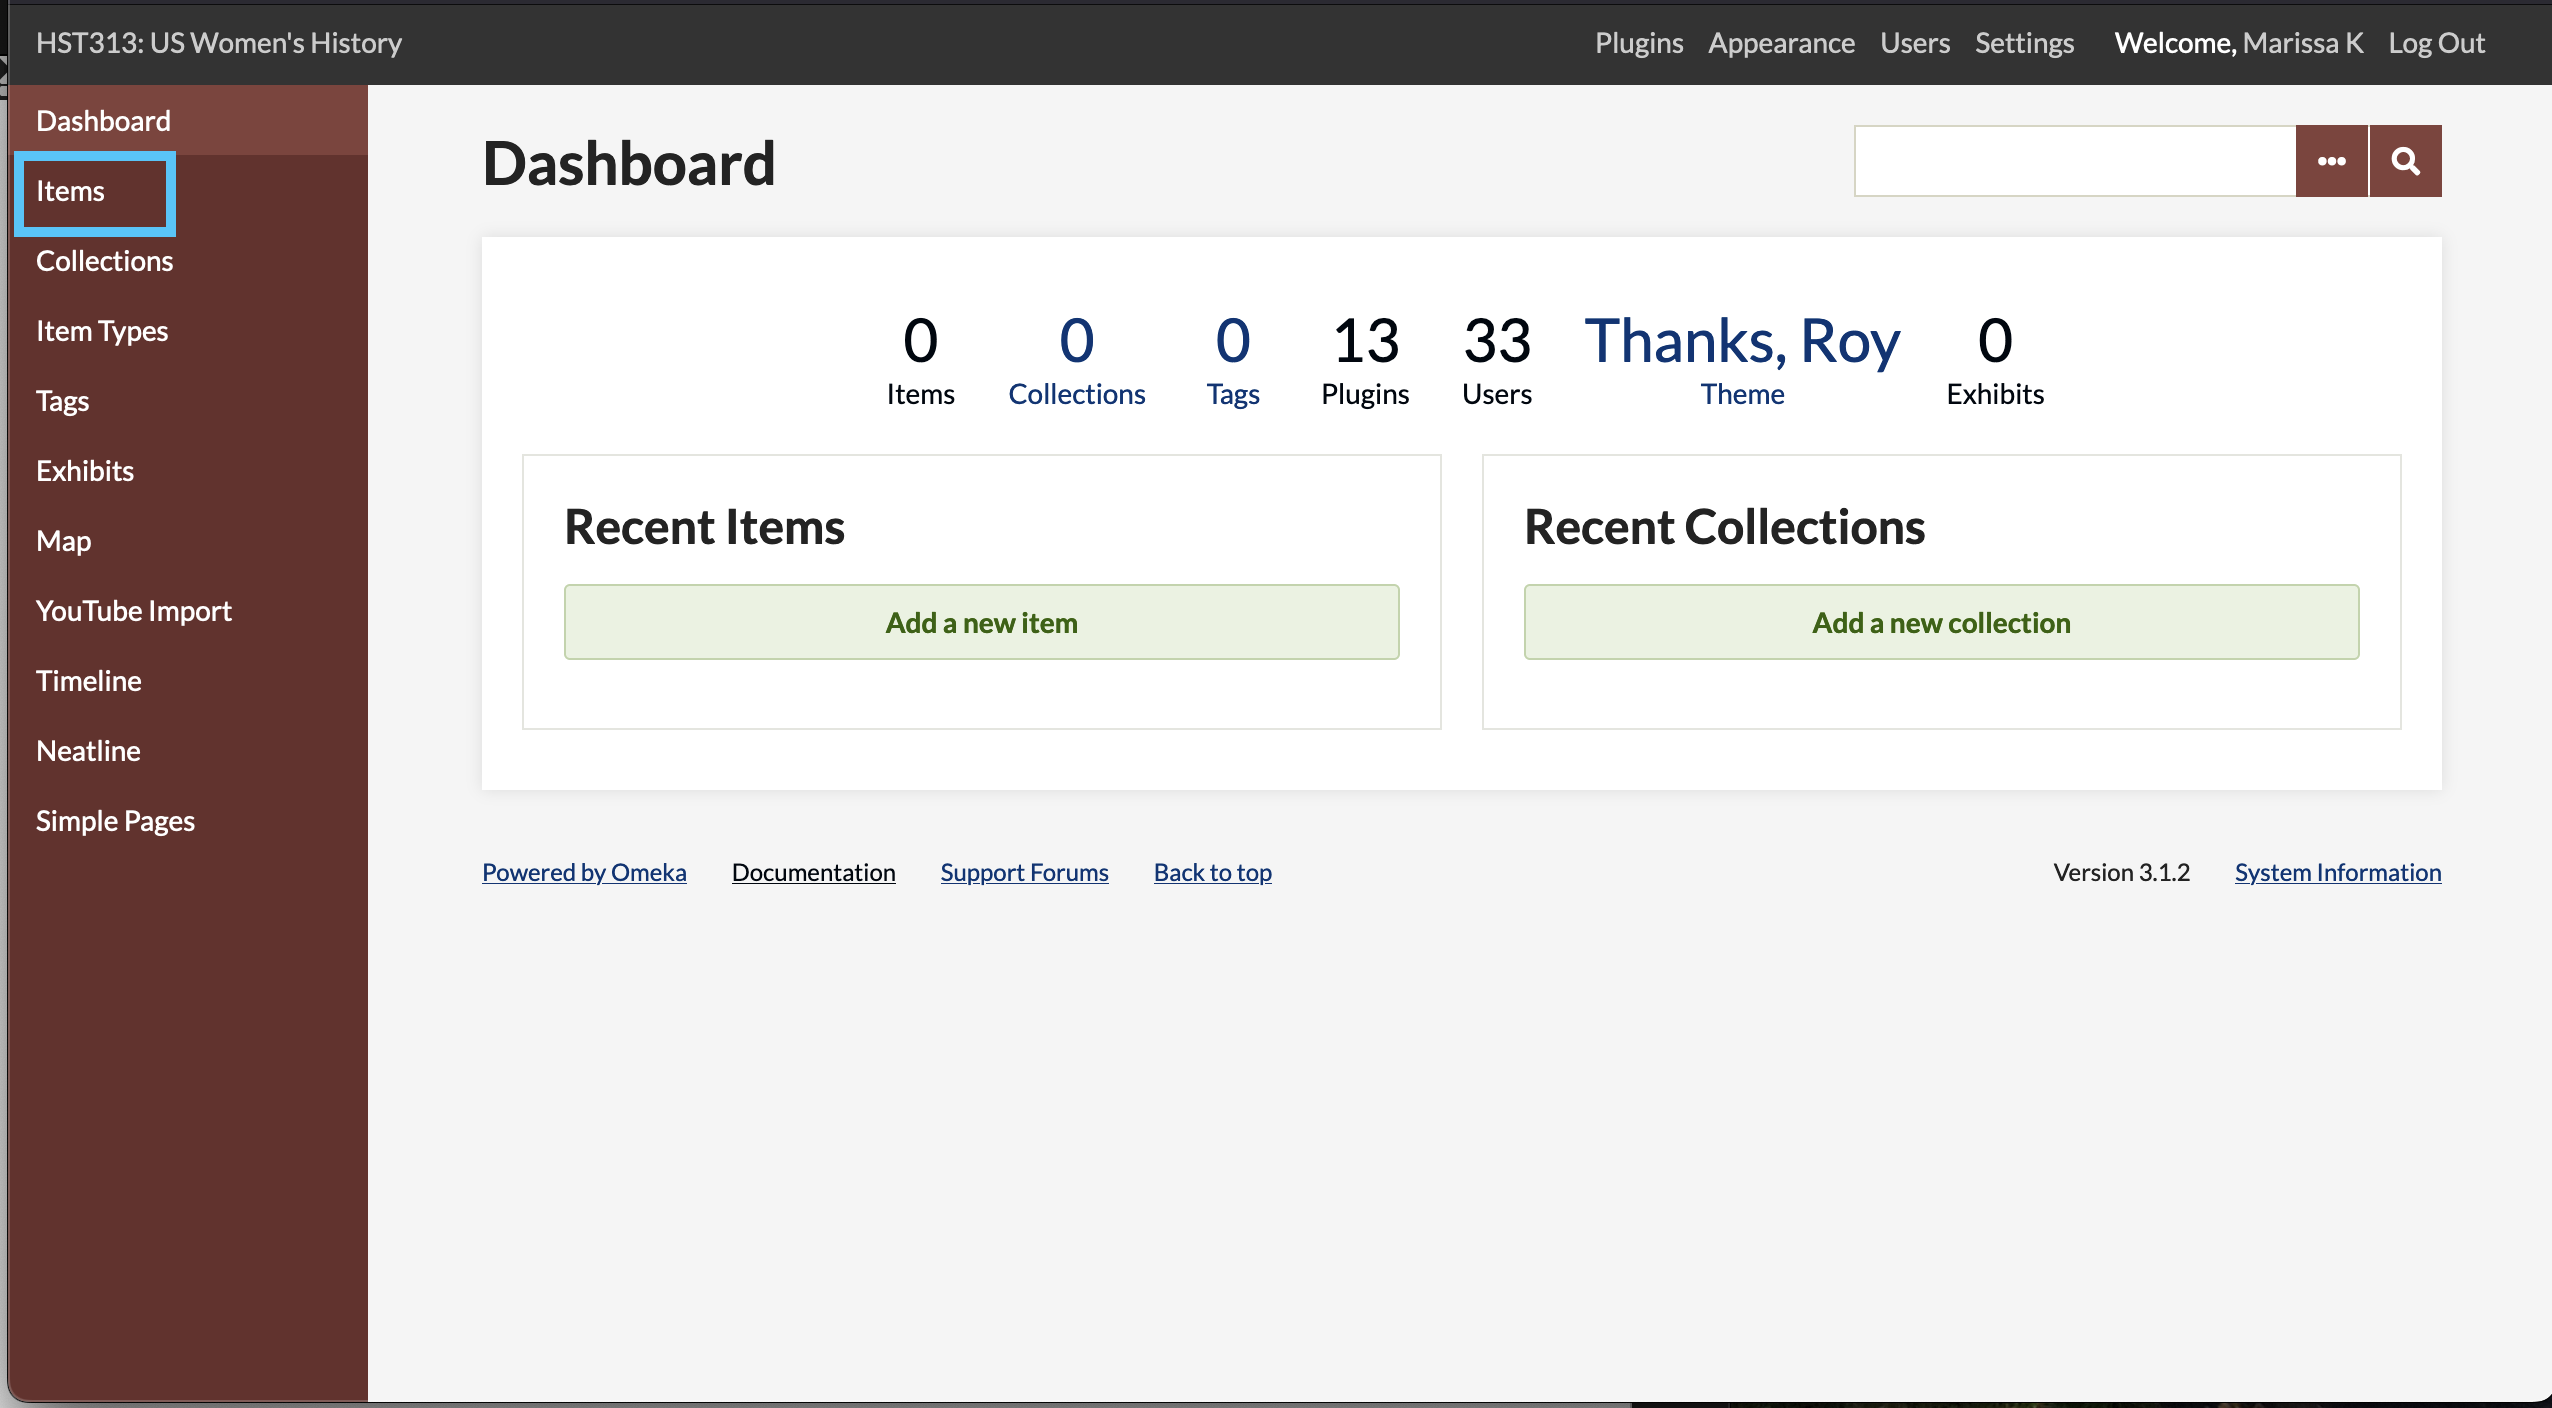 HST313: US Women's History Plugins Appearance Users Settings Welcome, Marissa K Log Out
Dashboard
Items
Collections
Item Types
Tags
Exhibits
Map
YouTube Import
Timeline
Neatline
Simple Pages
Dashboard
0 0 0 13 33 Thanks, Roy 0
Items Collections Tags Plugins Users Theme Exhibits
Recent Items
Add a new item
Recent Collections
Add a new collection
Powered by Omeka Documentation Support Forums Back to top Version 3.1.2 System Information